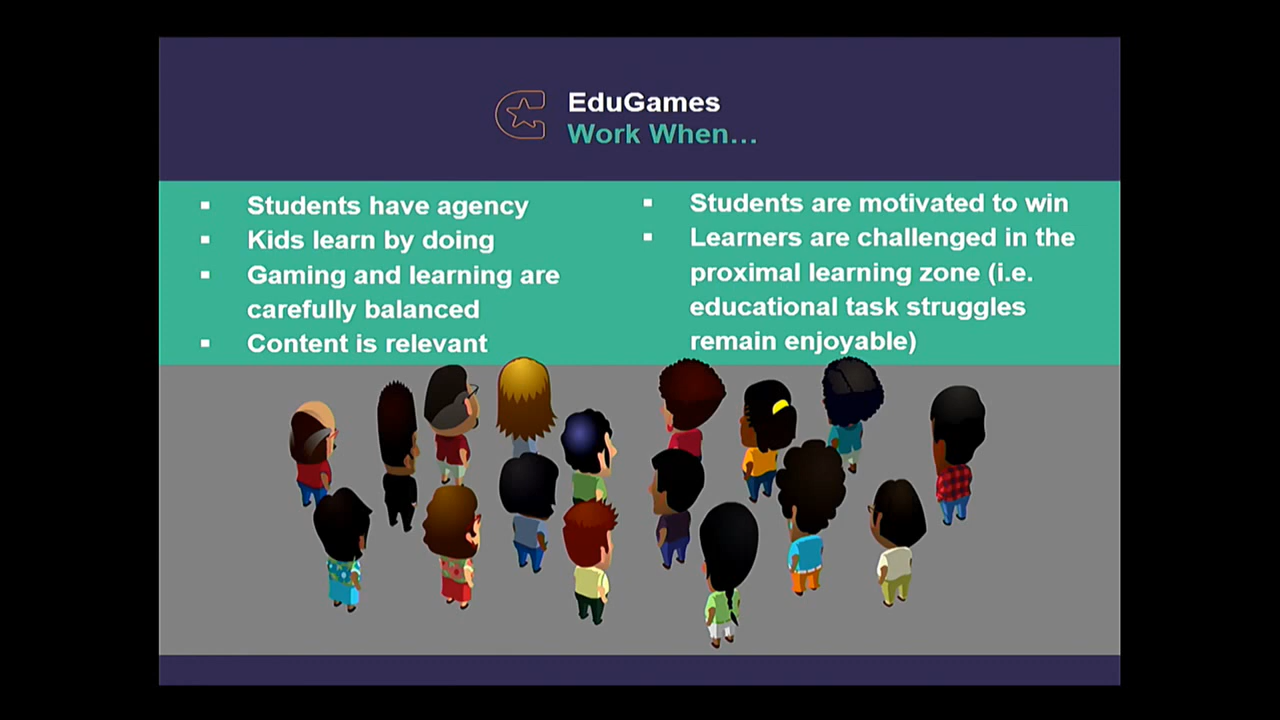 EduGames
Work When…
▪ Students have agency
▪ Kids learn by doing
▪ Gaming and learning are
carefully balanced
▪ Content is relevant
▪ Students are motivated to win
▪ Learners are challenged in the
proximal learning zone (i.e.
educational task struggles
remain enjoyable)